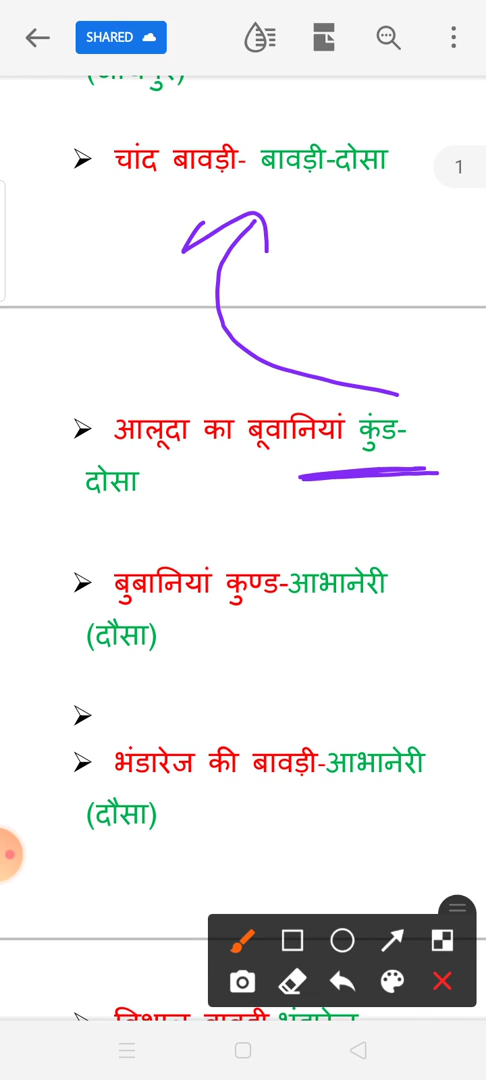 SHARED
चांद बावड़ी- बावड़ी-दोसा
1
आलूदा का बूवानियां कुंड-
दोसा
बुबानियां कुण्ड-आभानेरी
(दौसा)
भंडारेज की बावड़ी-आभानेरी
(दौसा)